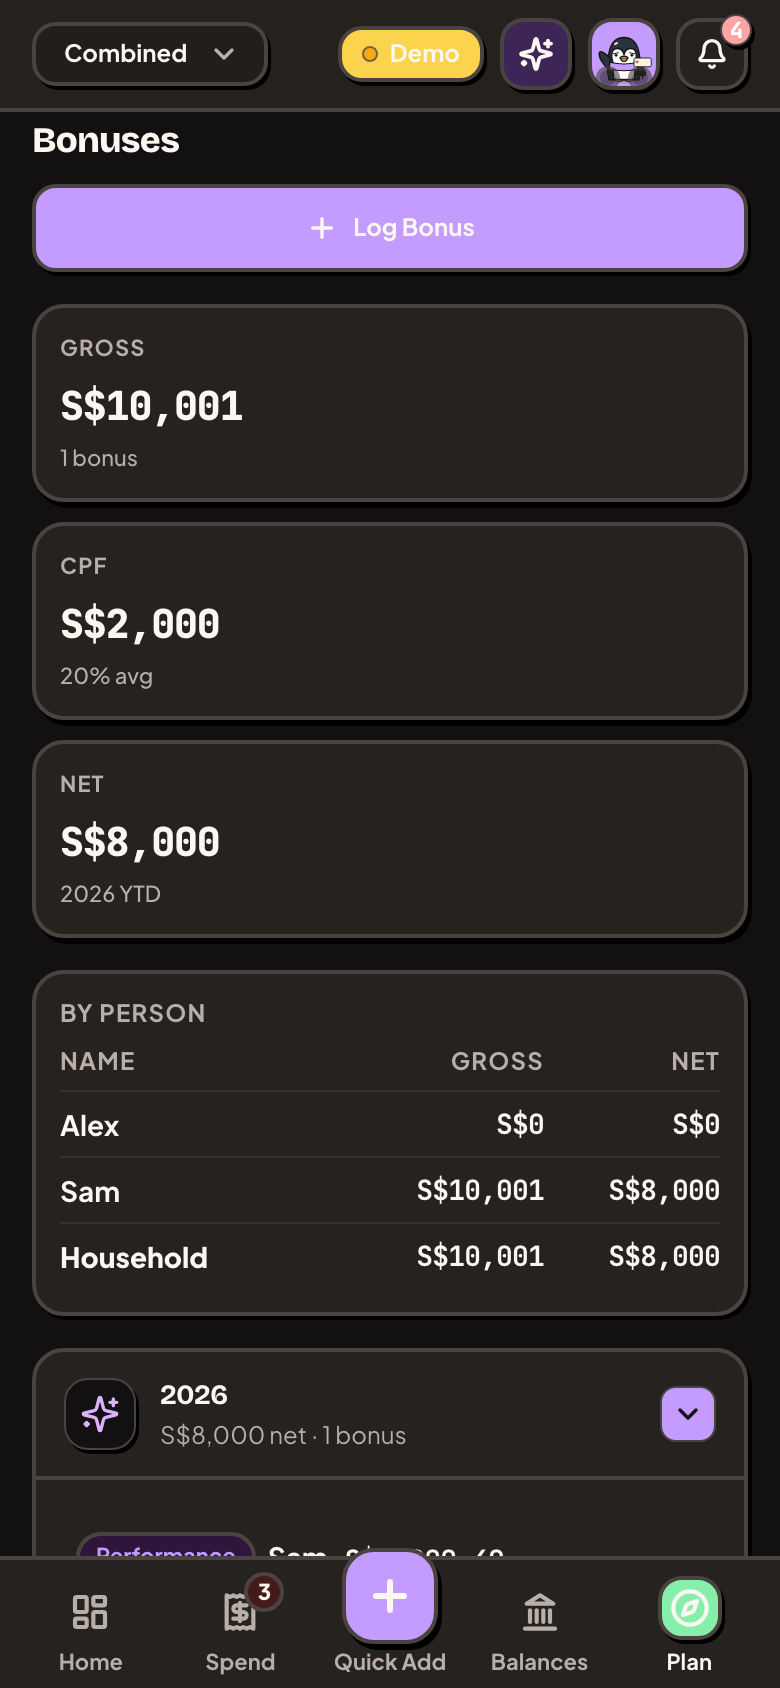 Combined
Demo
4
Bonuses
Log Bonus
GROSS
S$10,001
1 bonus
CPF
S$2,000
20% avg
NET
S$8,000
2026 YTD
BY PERSON
NAME GROSS NET
Alex S$0 S$0
Sam S$10,001 S$8,000
Household S$10,001 S$8,000
2026
S$8,000 net · 1 bonus
Performance Sam
3
Home Spend Quick Add Balances Plan